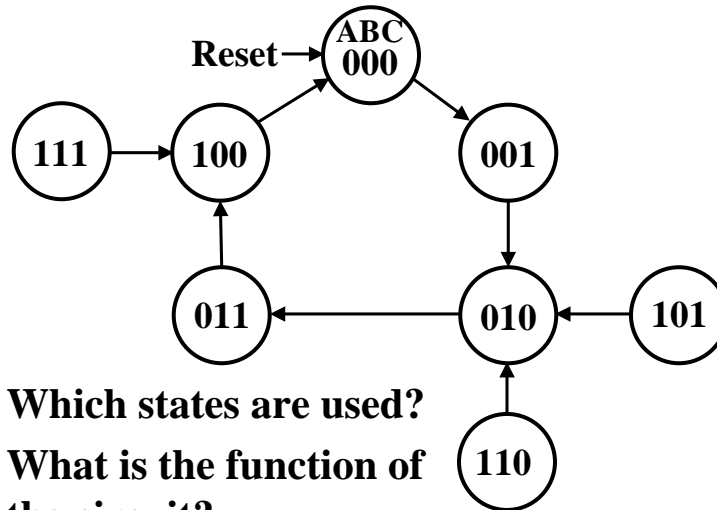 ABC
Reset
000
111
100
001
011
010
101
Which states are used?
110
What is the function of